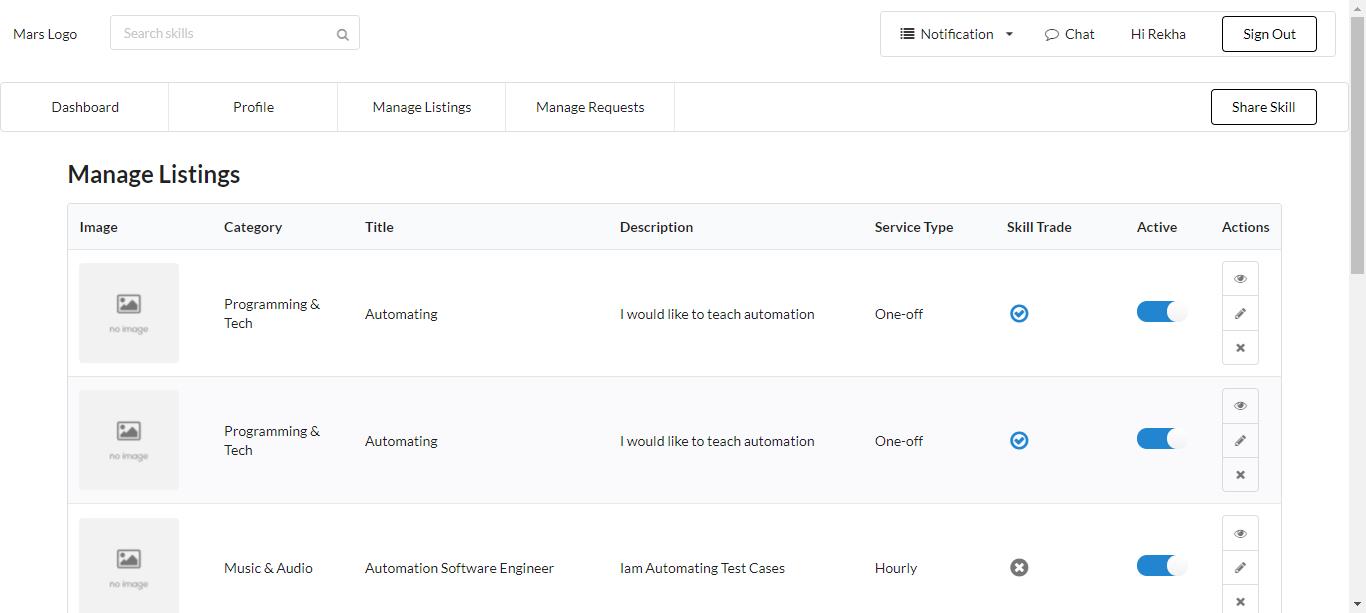 Mars Logo
Search skills
Notification
Chat
Hi Rekha
Sign Out
Dashboard
Profile
Manage Listings
Manage Requests
Share Skill
Manage Listings
Image Category Title Description Service Type Skill Trade Active Actions
no image
Programming &
Tech
Automating
I would like to teach automation
One-off
no image
Programming &
Tech
Automating
I would like to teach automation
One-off
no image
Music & Audio
Automation Software Engineer
Iam Automating Test Cases
Hourly